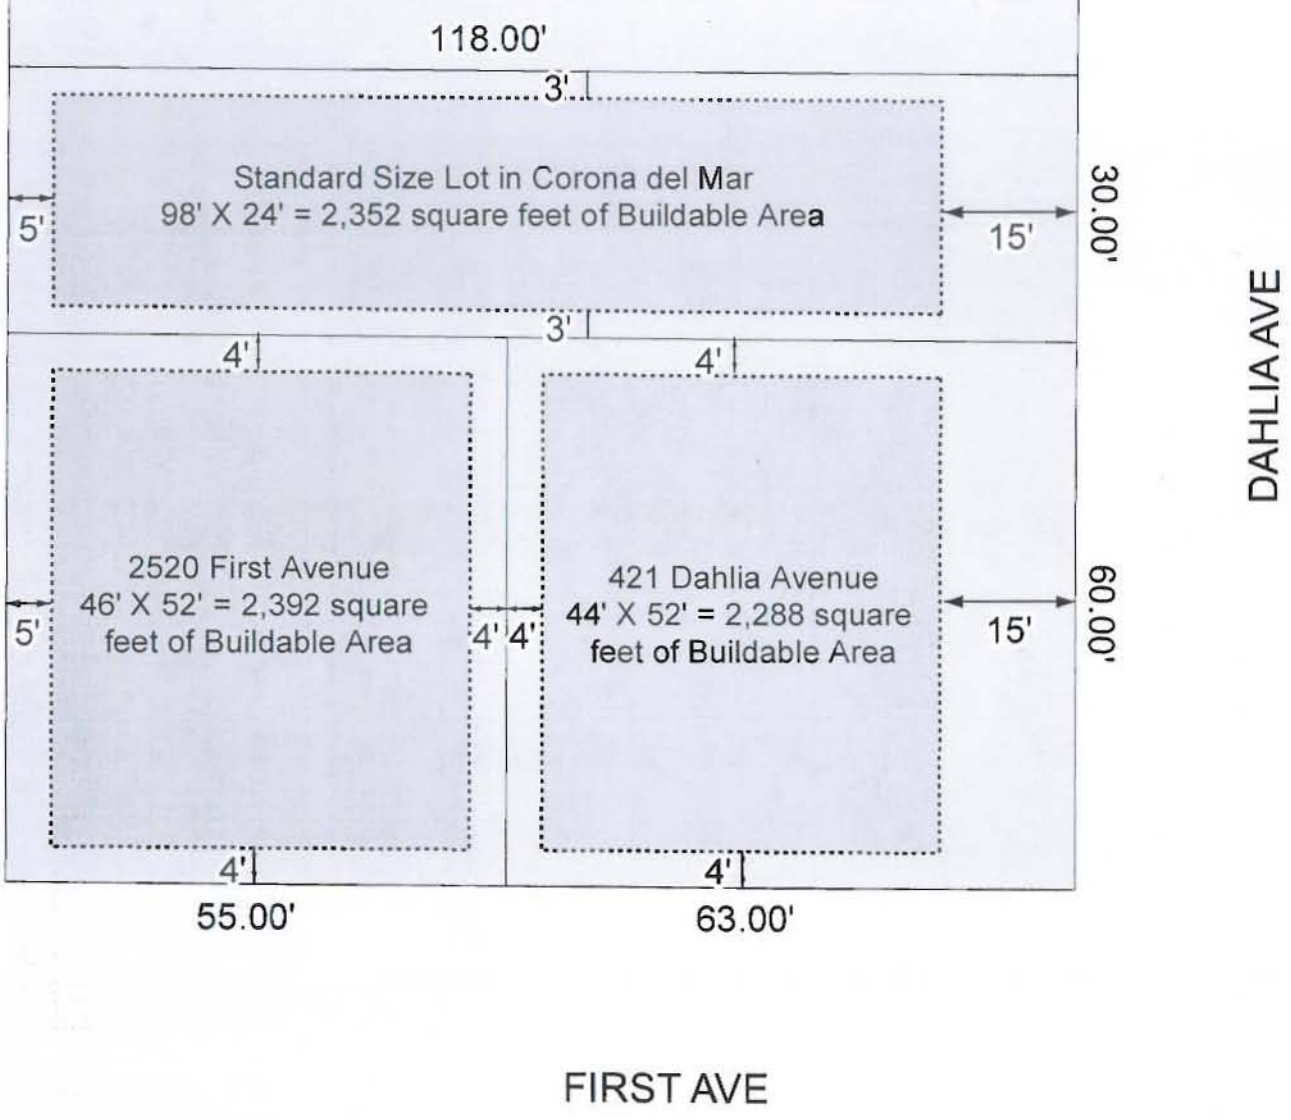 118.00'
3'
Standard Size Lot in Corona del Mar
98' X 24' = 2,352 square feet of Buildable Area
5'
15'
30.00'
3'
4'
4'
DAHLIA AVE
2520 First Avenue
46' X 52' = 2,392 square
feet of Buildable Area
5'
4' 4'
421 Dahlia Avenue
44' X 52' = 2,288 square
feet of Buildable Area
15'
60.00'
4'
4'
55.00'
63.00'
FIRST AVE